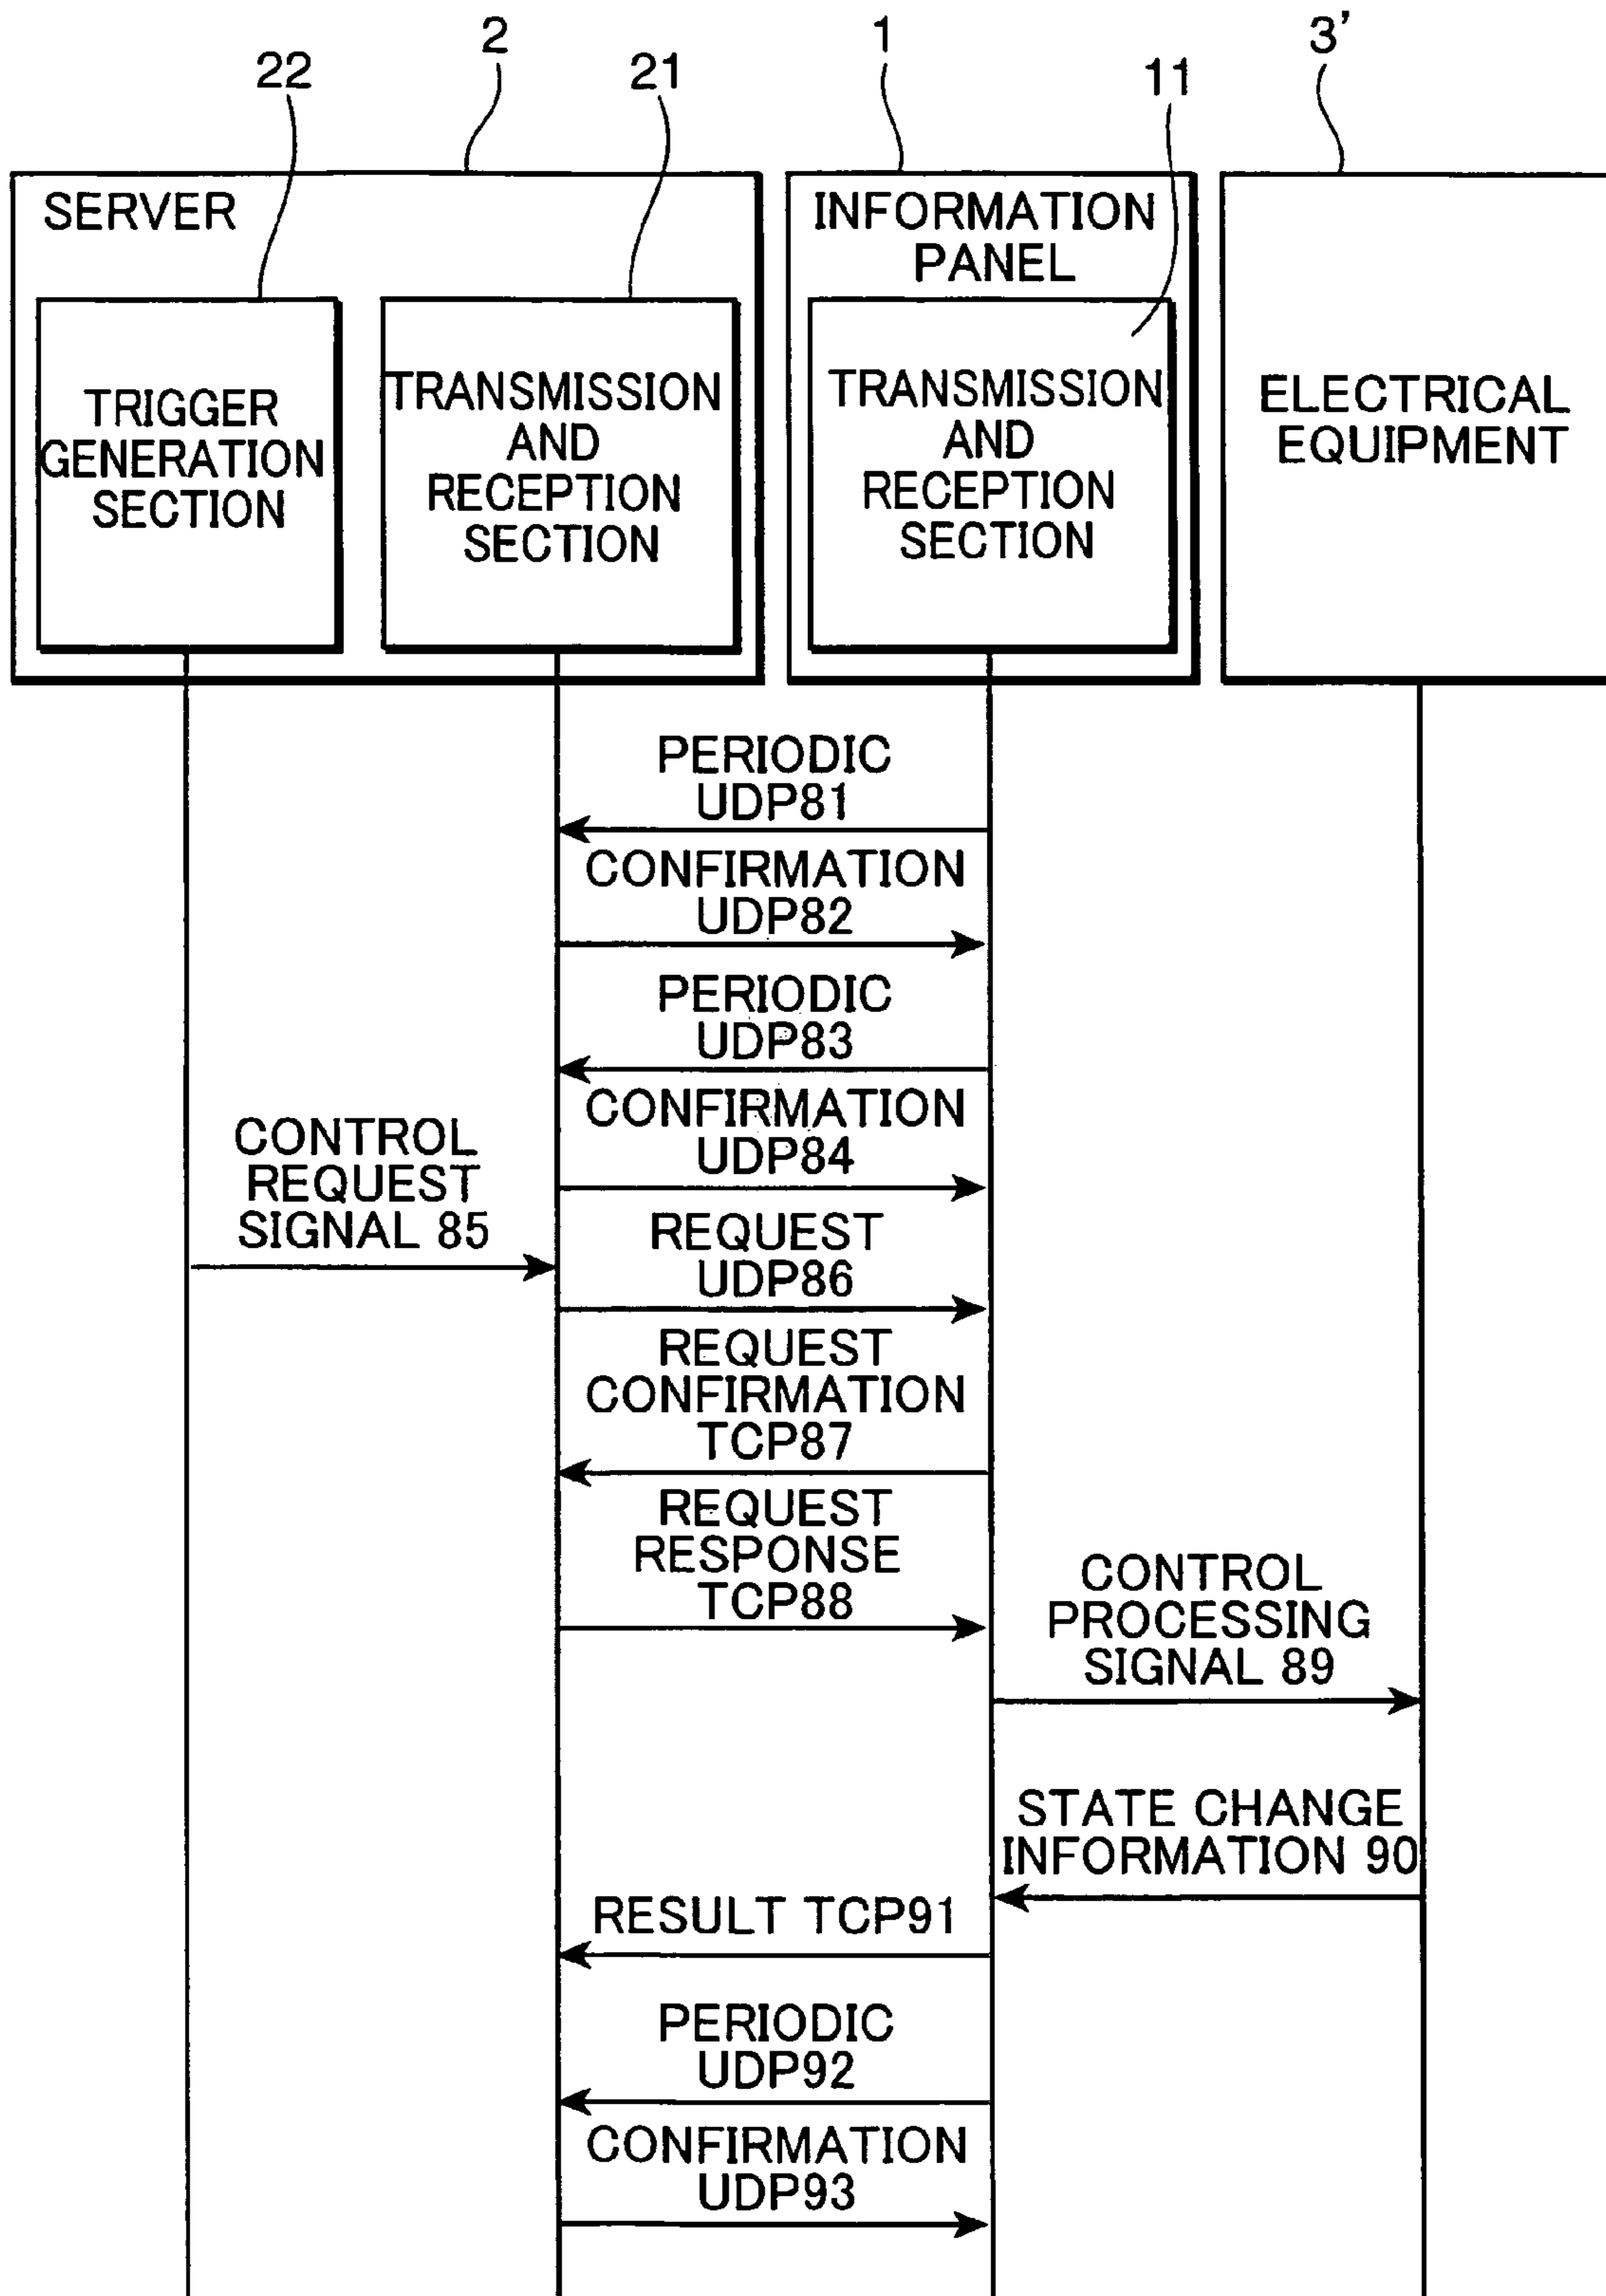 2
1
3'
22
21
11
SERVER
INFORMATION
PANEL
TRIGGER
GENERATION
SECTION
TRANSMISSION
AND
RECEPTION
SECTION
TRANSMISSION
AND
RECEPTION
SECTION
ELECTRICAL
EQUIPMENT
PERIODIC
UDP81
CONFIRMATION
UDP82
PERIODIC
UDP83
CONFIRMATION
UDP84
CONTROL
REQUEST
SIGNAL 85
REQUEST
UDP86
REQUEST
CONFIRMATION
TCP87
REQUEST
RESPONSE
TCP88
CONTROL
PROCESSING
SIGNAL 89
STATE CHANGE
INFORMATION 90
RESULT TCP91
PERIODIC
UDP92
CONFIRMATION
UDP93